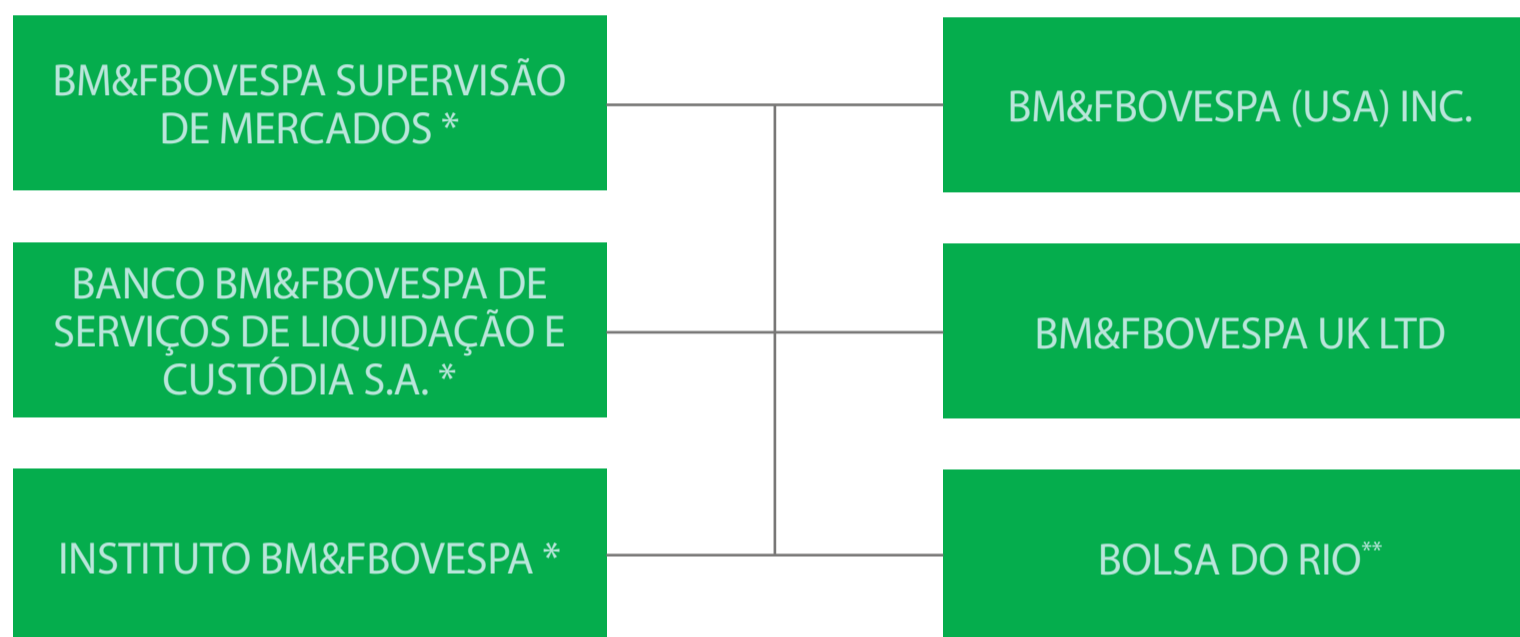 BM&FBOVESPA SUPERVISÃO
DE MERCADOS *
BM&FBOVESPA (USA) INC.
BANCO BM&FBOVESPA DE
SERVIÇOS DE LIQUIDAÇÃO E
CUSTÓDIA S.A. *
BM&FBOVESPA UK LTD
INSTITUTO BM&FBOVESPA *
BOLSA DO RIO**